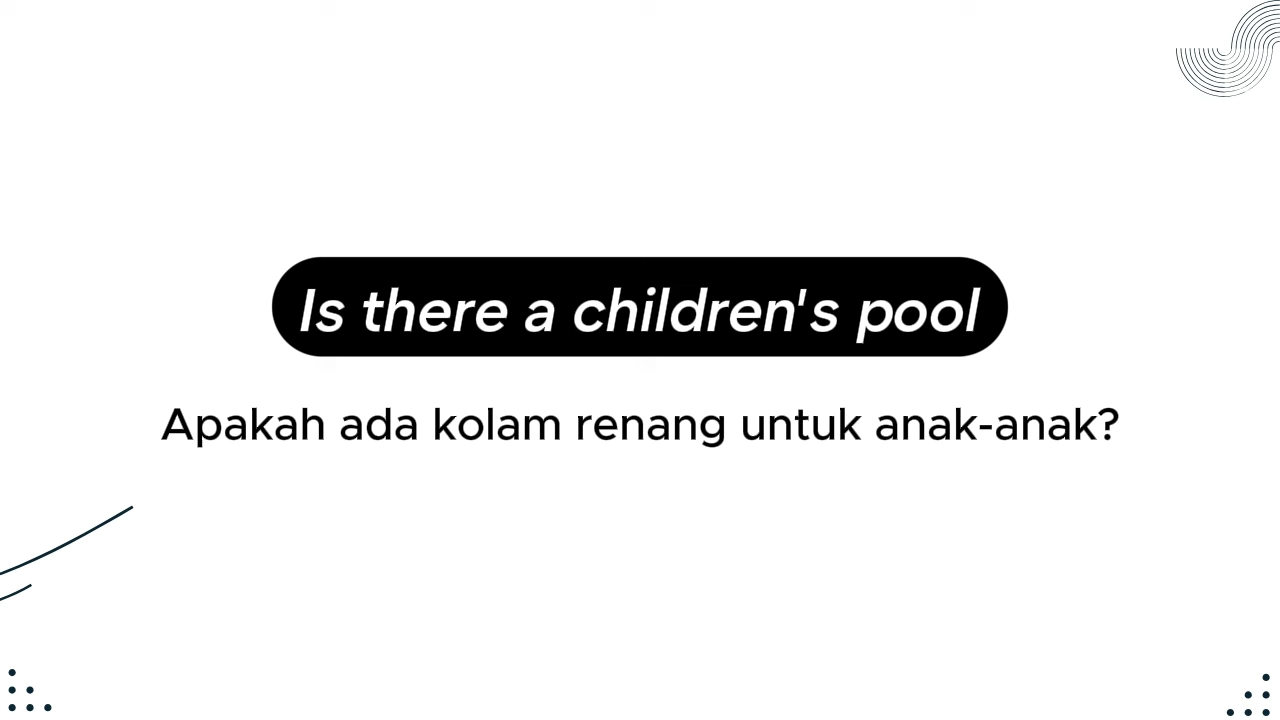 Is there a children's pool
Apakah ada kolam renang untuk anak-anak?